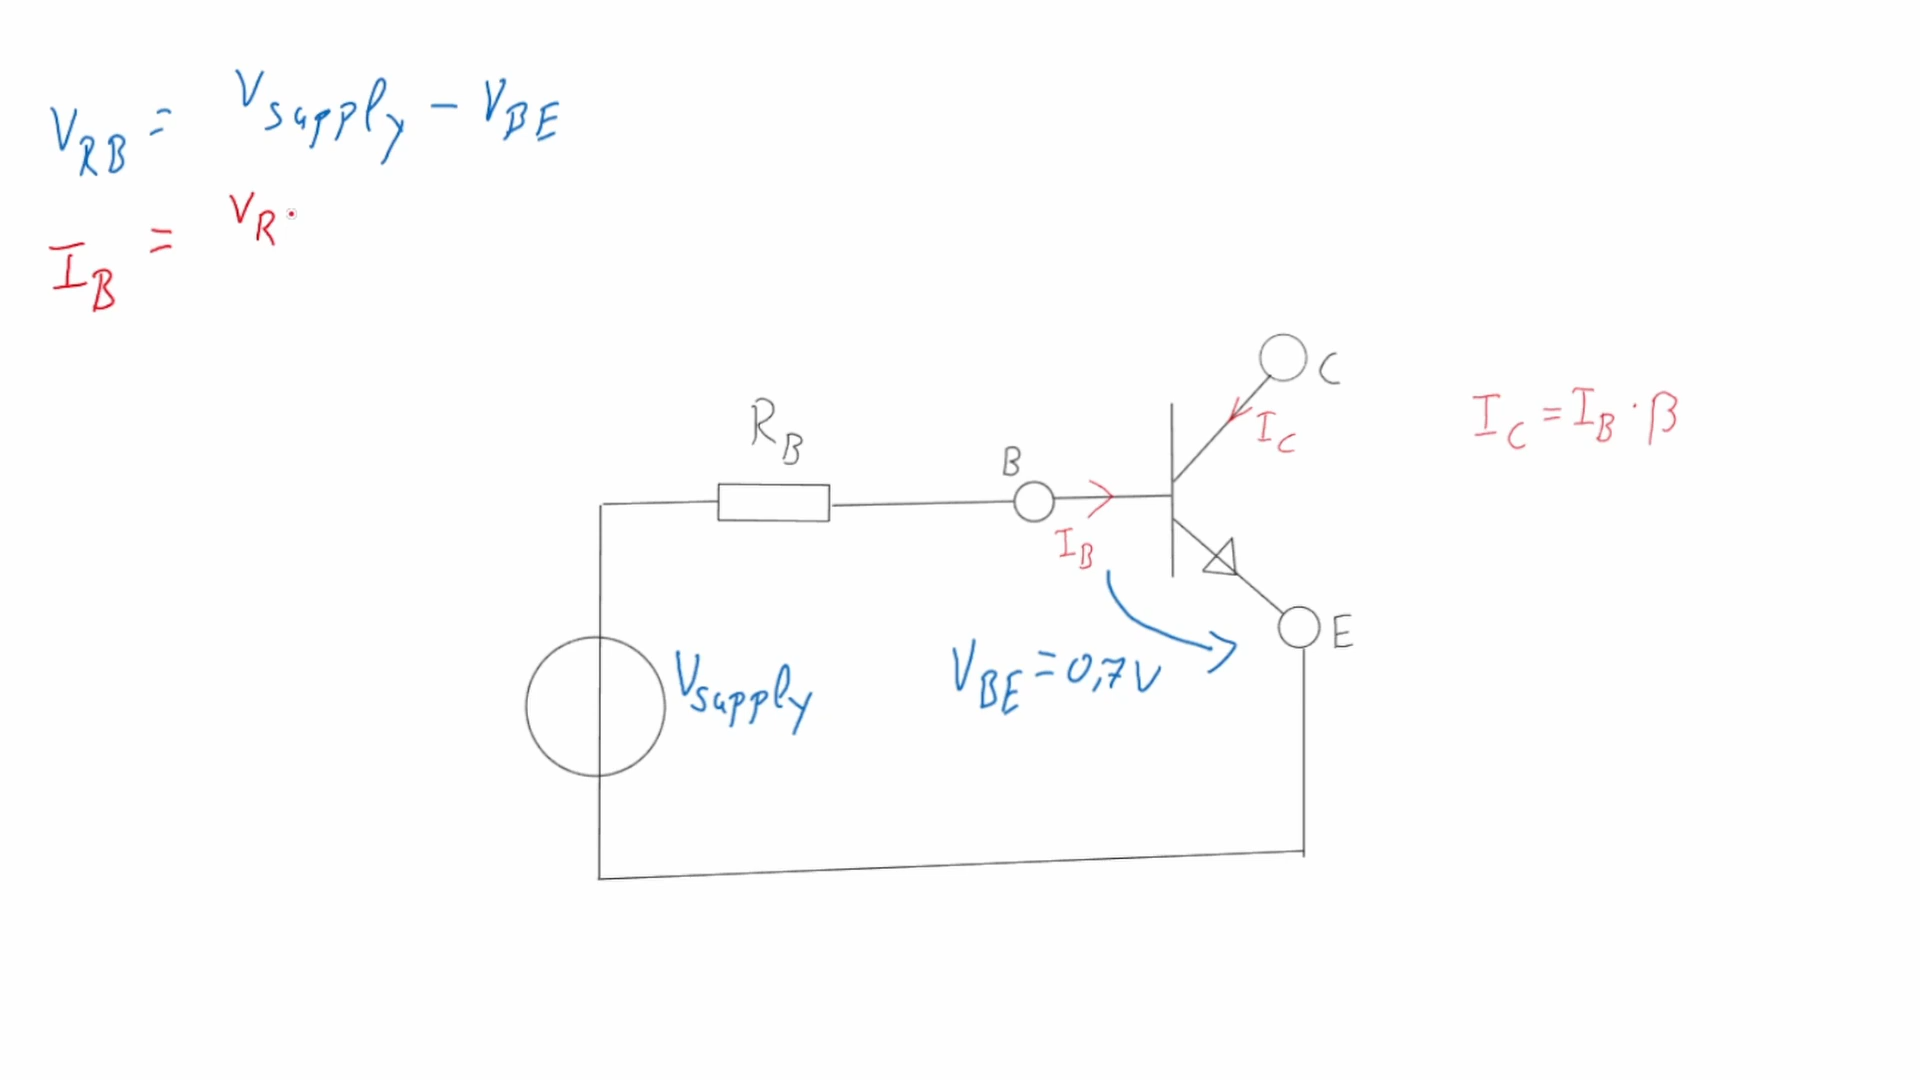 V_RB = V_supply - V_BE
I_B = V_R
C
R_B
I_C
I_C = I_B · β
B
I_B
E
V_supply
V_BE = 0,7V